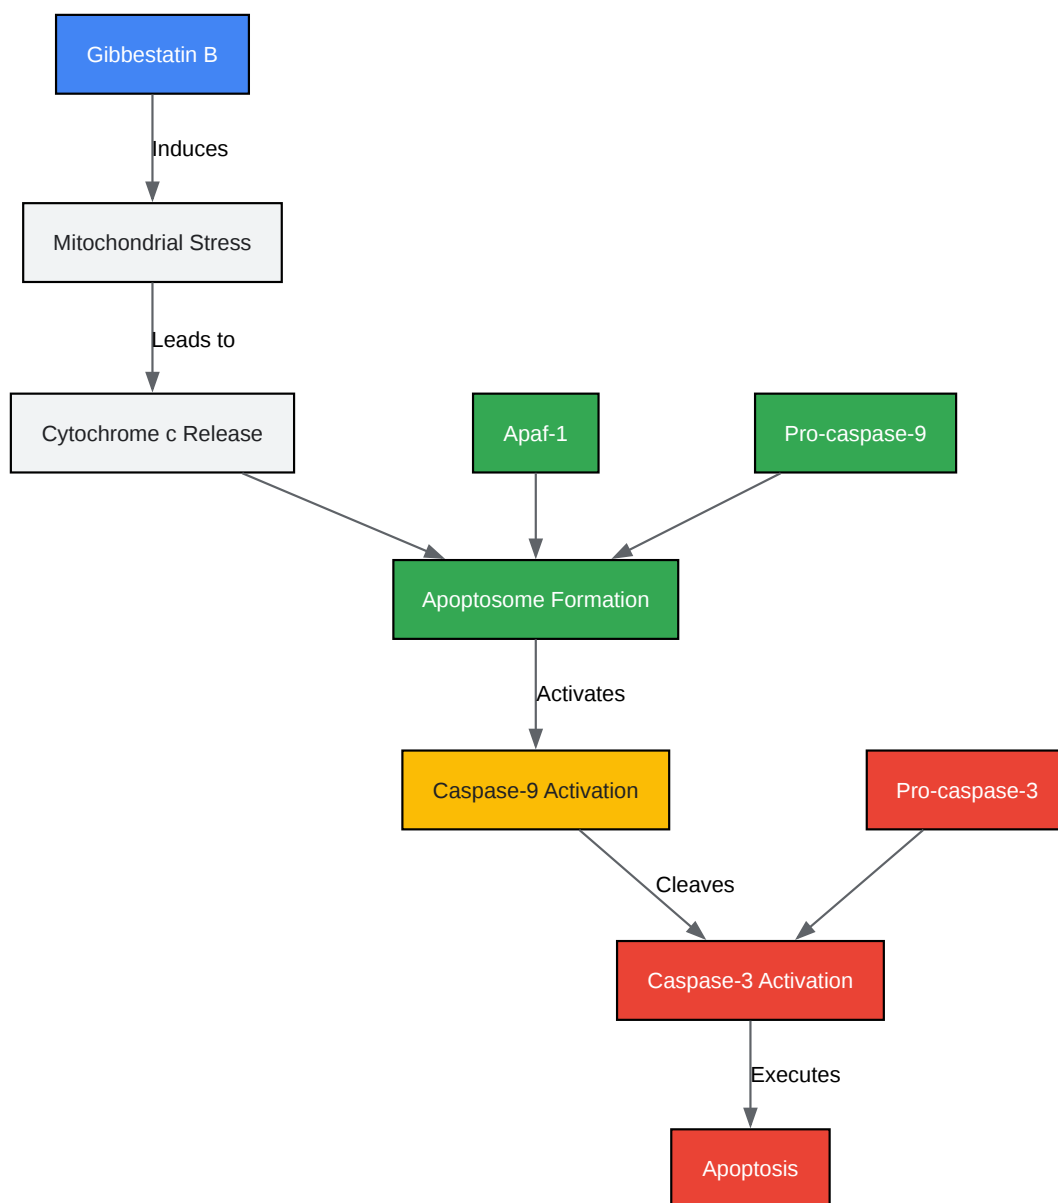 Gibbestatin B
Induces
Mitochondrial Stress
Leads to
Cytochrome c Release
Apaf-1
Pro-caspase-9
Apoptosome Formation
Activates
Caspase-9 Activation
Pro-caspase-3
Cleaves
Caspase-3 Activation
Executes
Apoptosis